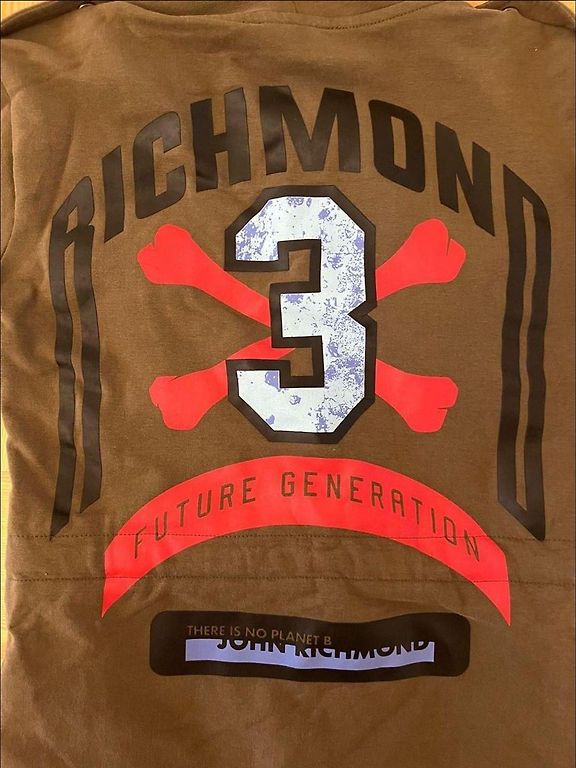 RICHMOND
3
FUTURE GENERATION
THERE IS NO PLANET B
JOHN RICHMOND